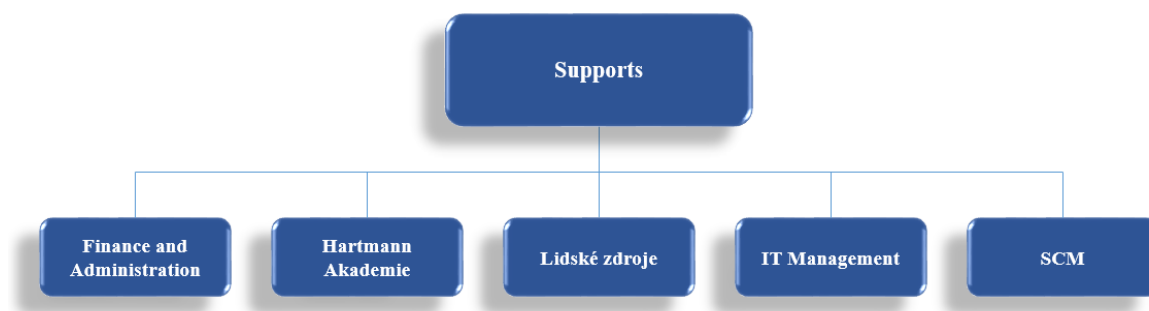 Supports
Finance and
Administration
Hartmann
Akademie
Lidské zdroje
IT Management
SCM